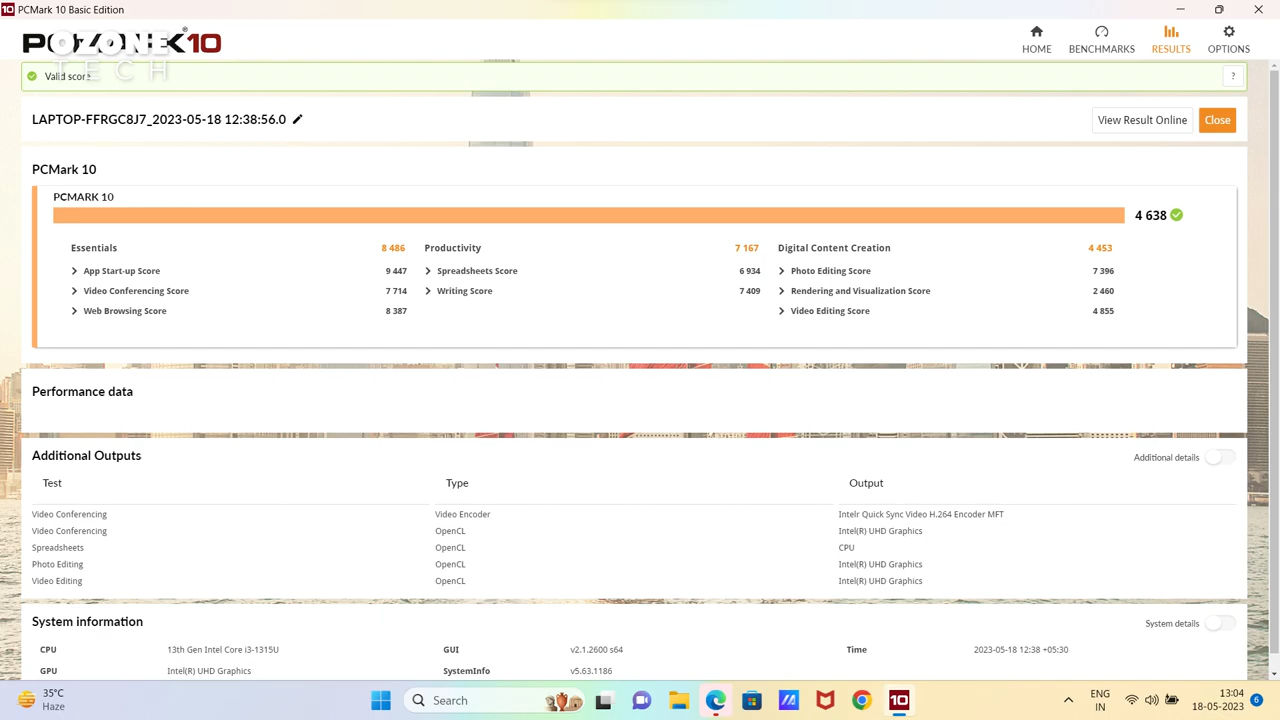 PCMark 10 Basic Edition
OZONE
TECH
HOME
BENCHMARKS
RESULTS
OPTIONS
Valid score
?
LAPTOP-FFRGC8J7_2023-05-18 12:38:56.0
View Result Online
Close
PCMark 10
PCMARK 10
4 638
Essentials 8 486 Productivity 7 167 Digital Content Creation 4 453
App Start-up Score 9 447 Spreadsheets Score 6 934 Photo Editing Score 7 396
Video Conferencing Score 7 714 Writing Score 7 409 Rendering and Visualization Score 2 460
Web Browsing Score 8 387 Video Editing Score 4 855
Performance data
Additional Outputs
Additional details
Test Type Output
Video Conferencing Video Encoder Intelr Quick Sync Video H.264 Encoder MFT
Video Conferencing OpenCL Intel(R) UHD Graphics
Spreadsheets OpenCL CPU
Photo Editing OpenCL Intel(R) UHD Graphics
Video Editing OpenCL Intel(R) UHD Graphics
System information
System details
CPU 13th Gen Intel Core i3-1315U GUI v2.1.2600 s64 Time 2023-05-18 12:38 +05:30
GPU Intel(R) UHD Graphics SystemInfo v5.63.1186
35°C
Haze
Search
10
ENG
IN
13:04
18-05-2023
6